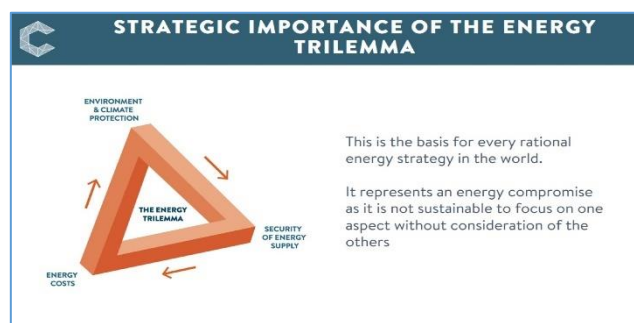 STRATEGIC IMPORTANCE OF THE ENERGY
TRILEMMA
ENVIRONMENT
& CLIMATE
PROTECTION
THE ENERGY
TRILEMMA
SECURITY
OF ENERGY
SUPPLY
ENERGY
COSTS
This is the basis for every rational
energy strategy in the world.
It represents an energy compromise
as it is not sustainable to focus on one
aspect without consideration of the
others